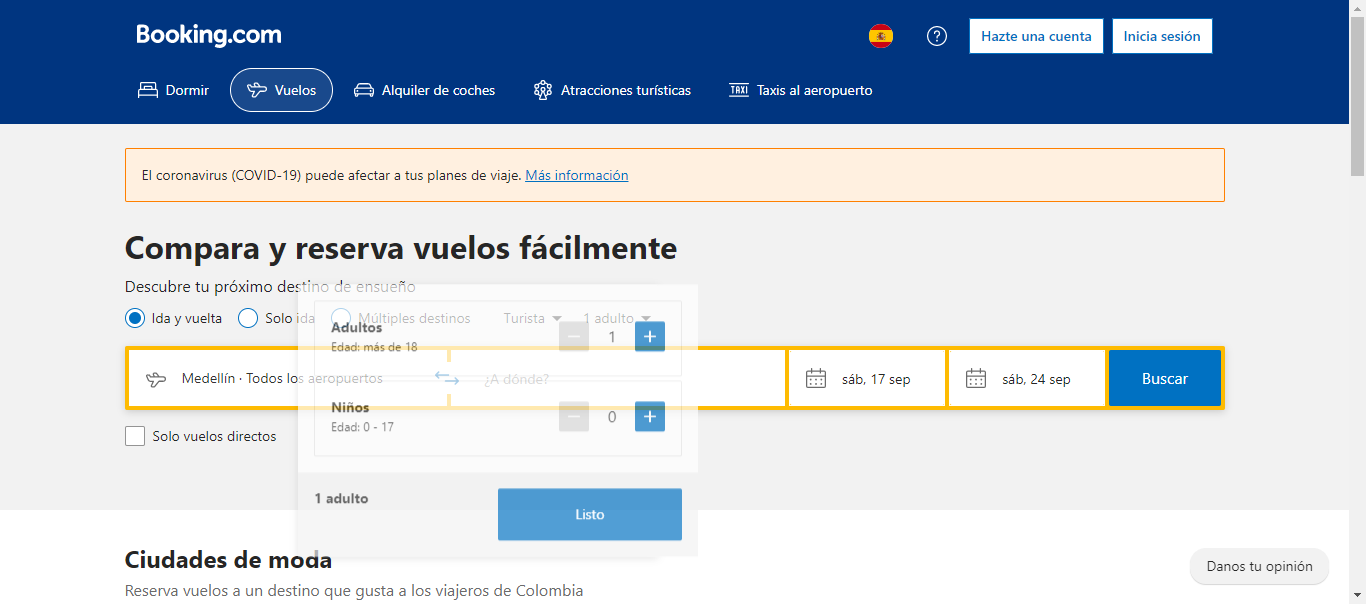 Booking.com
Hazte una cuenta
Inicia sesión
Dormir
Vuelos
Alquiler de coches
Atracciones turísticas
TAXI
Taxis al aeropuerto
El coronavirus (COVID-19) puede afectar a tus planes de viaje. Más información
Compara y reserva vuelos fácilmente
Descubre tu próximo destino de ensueño
Ida y vuelta
Solo ida
Múltiples destinos
Turista
1 adulto
Adultos
Edad: más de 18
1
Medellín · Todos los aeropuertos
¿A dónde?
sáb, 17 sep
sáb, 24 sep
Buscar
Niños
Edad: 0 - 17
0
Solo vuelos directos
1 adulto
Listo
Ciudades de moda
Reserva vuelos a un destino que gusta a los viajeros de Colombia
Danos tu opinión